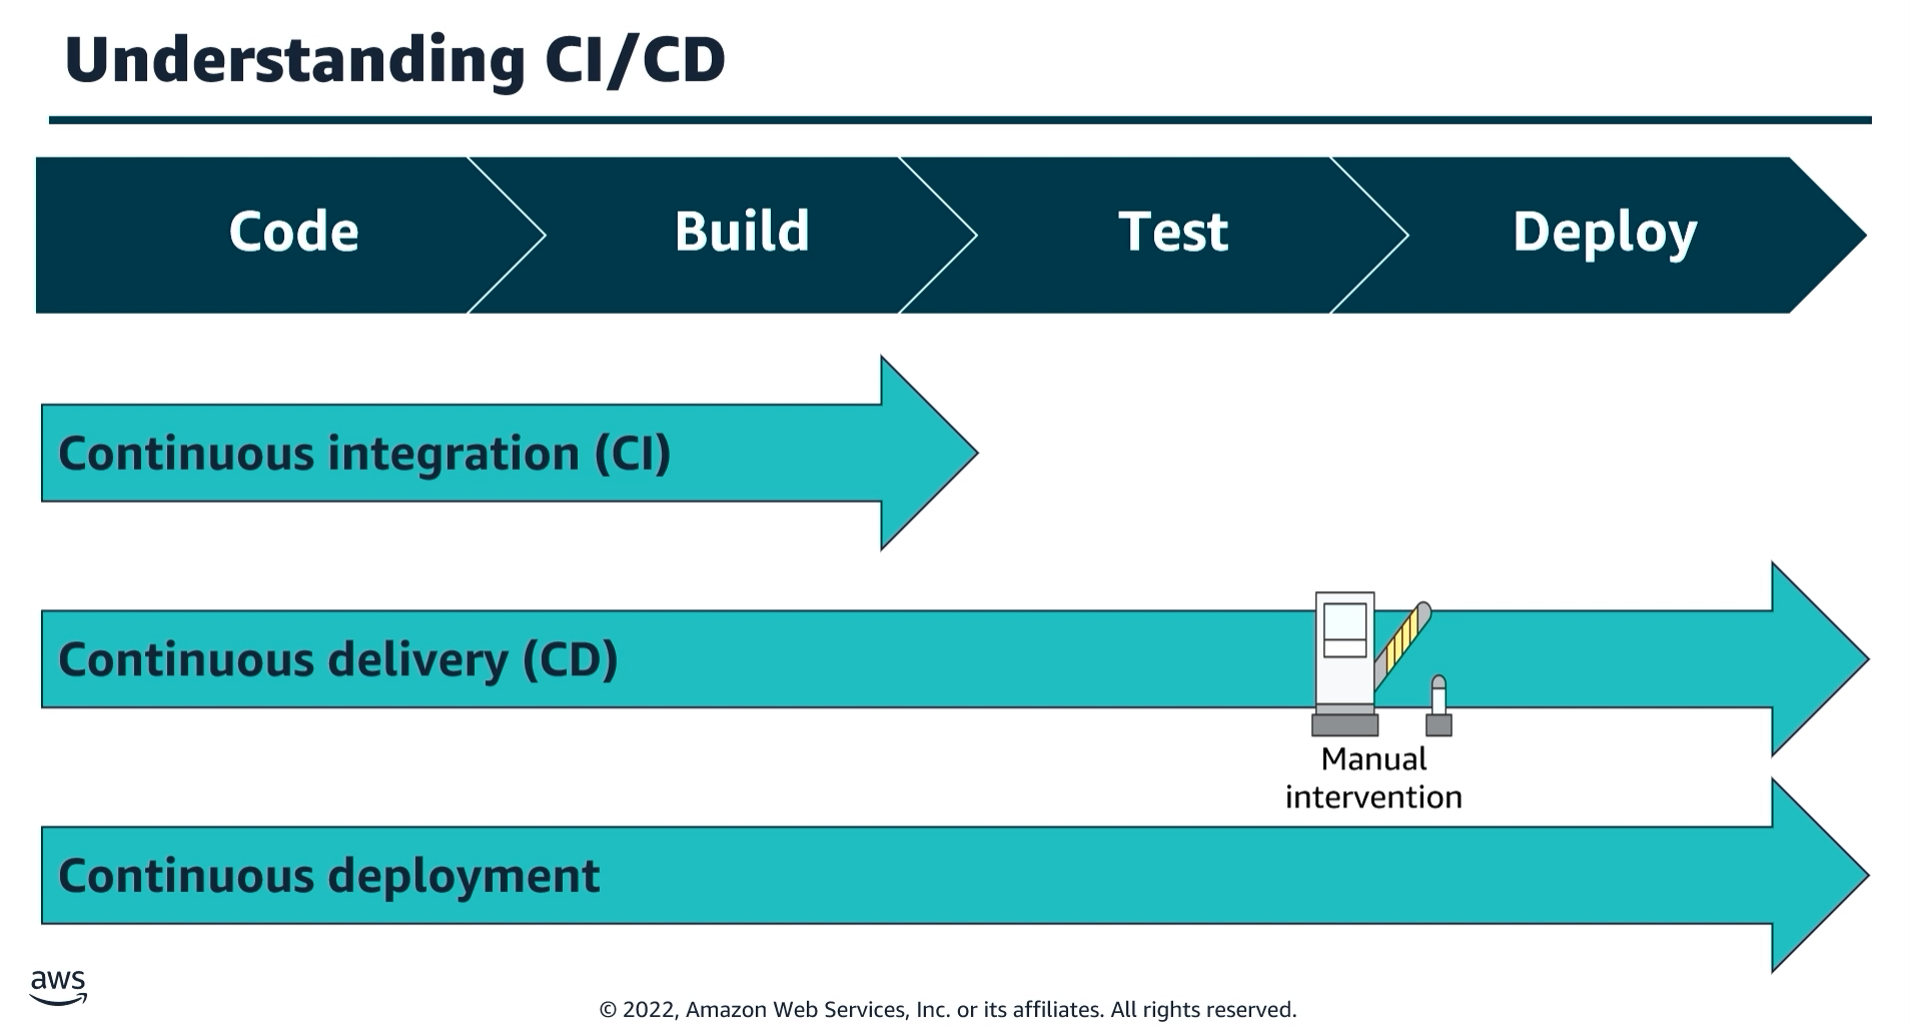 Understanding CI/CD
Code
Build
Test
Deploy
Continuous integration (CI)
Continuous delivery (CD)
Manual
intervention
Continuous deployment
aws
© 2022, Amazon Web Services, Inc. or its affiliates. All rights reserved.